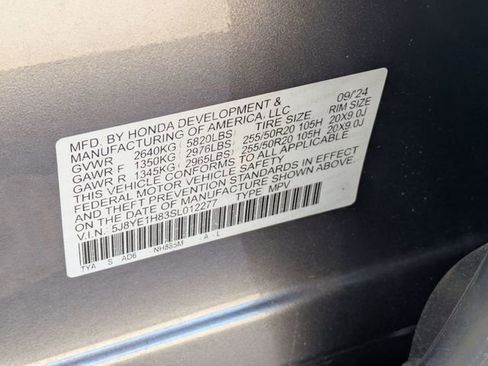 MFD. BY HONDA DEVELOPMENT & 09/24
MANUFACTURING OF AMERICA, LLC
GVWR 2640KG( 5820LBS) TIRE SIZE RIM SIZE
GAWR F 1350KG( 2976LBS) 255/50R20 105H 20X9.0J
GAWR R 1345KG( 2965LBS) 255/50R20 105H 20X9.0J
THIS VEHICLE CONFORMS TO ALL APPLICABLE
FEDERAL MOTOR VEHICLE SAFETY STANDARDS IN EFFECT
ON THE DATE OF MANUFACTURE SHOWN ABOVE.
V.I.N. 5J8YE1H83SL012277 TYPE MPV
TYA S AD6 NH885M -A-L